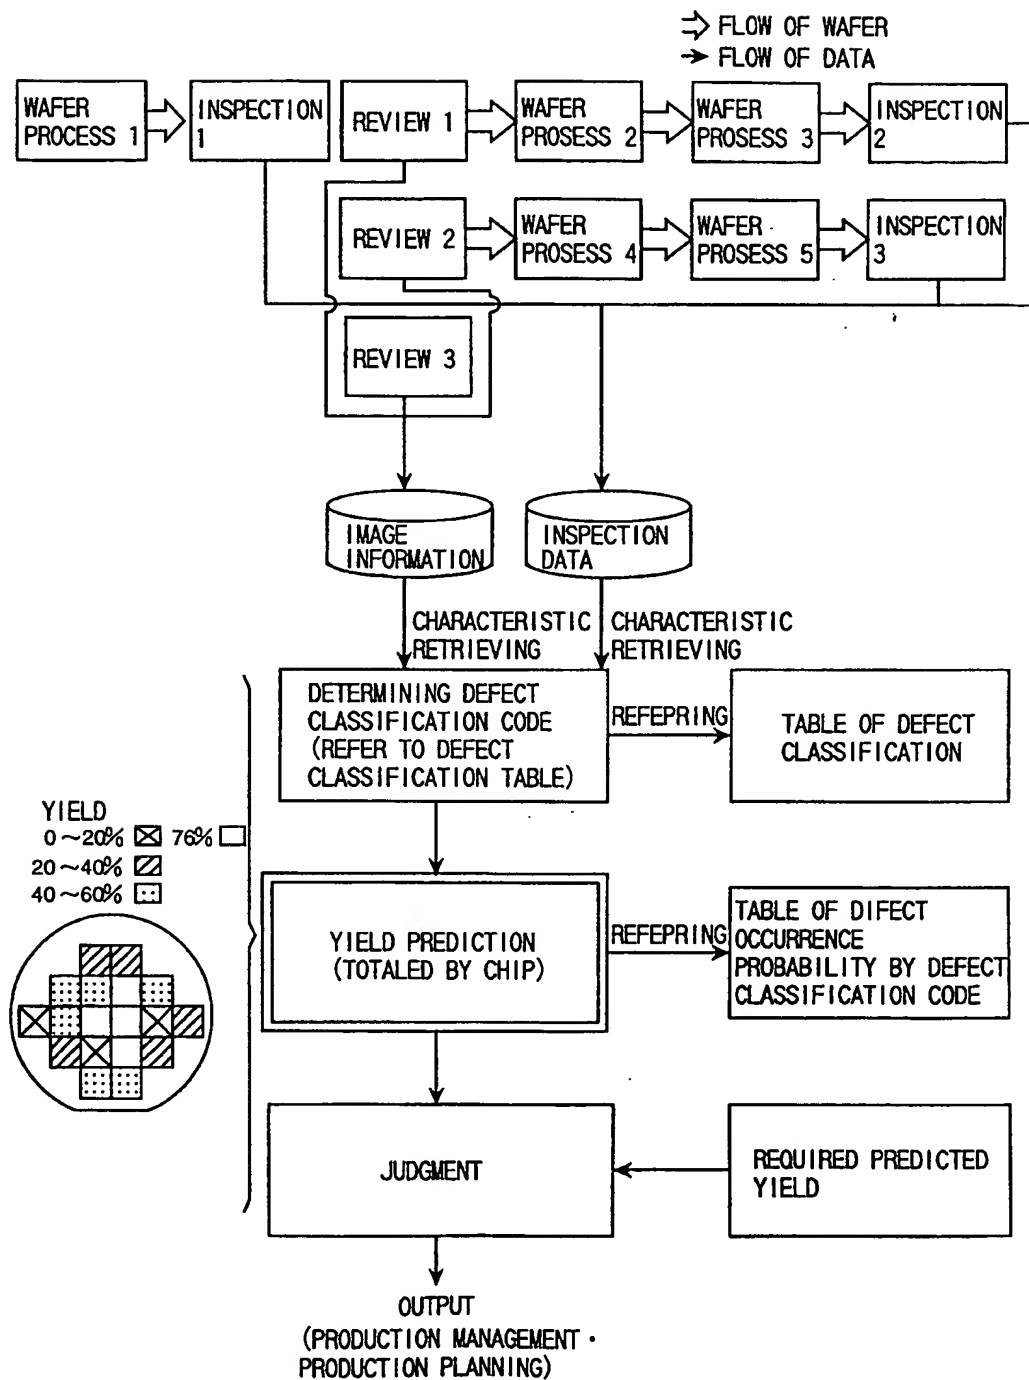 FLOW OF WAFER
FLOW OF DATA
WAFER
PROCESS 1
INSPECTION
1
REVIEW 1
WAFER
PROSESS 2
WAFER
PROSESS 3
INSPECTION
2
REVIEW 2
WAFER
PROSESS 4
WAFER
PROSESS 5
INSPECTION
3
REVIEW 3
IMAGE
INFORMATION
INSPECTION
DATA
CHARACTERISTIC
RETRIEVING
CHARACTERISTIC
RETRIEVING
DETERMINING DEFECT
CLASSIFICATION CODE
(REFER TO DEFECT
CLASSIFICATION TABLE)
REFEPRING
TABLE OF DEFECT
CLASSIFICATION
YIELD
0~20% 76%
20~40%
40~60%
YIELD PREDICTION
(TOTALED BY CHIP)
REFEPRING
TABLE OF DIFECT
OCCURRENCE
PROBABILITY BY DEFECT
CLASSIFICATION CODE
JUDGMENT
REQUIRED PREDICTED
YIELD
OUTPUT
(PRODUCTION MANAGEMENT・
PRODUCTION PLANNING)